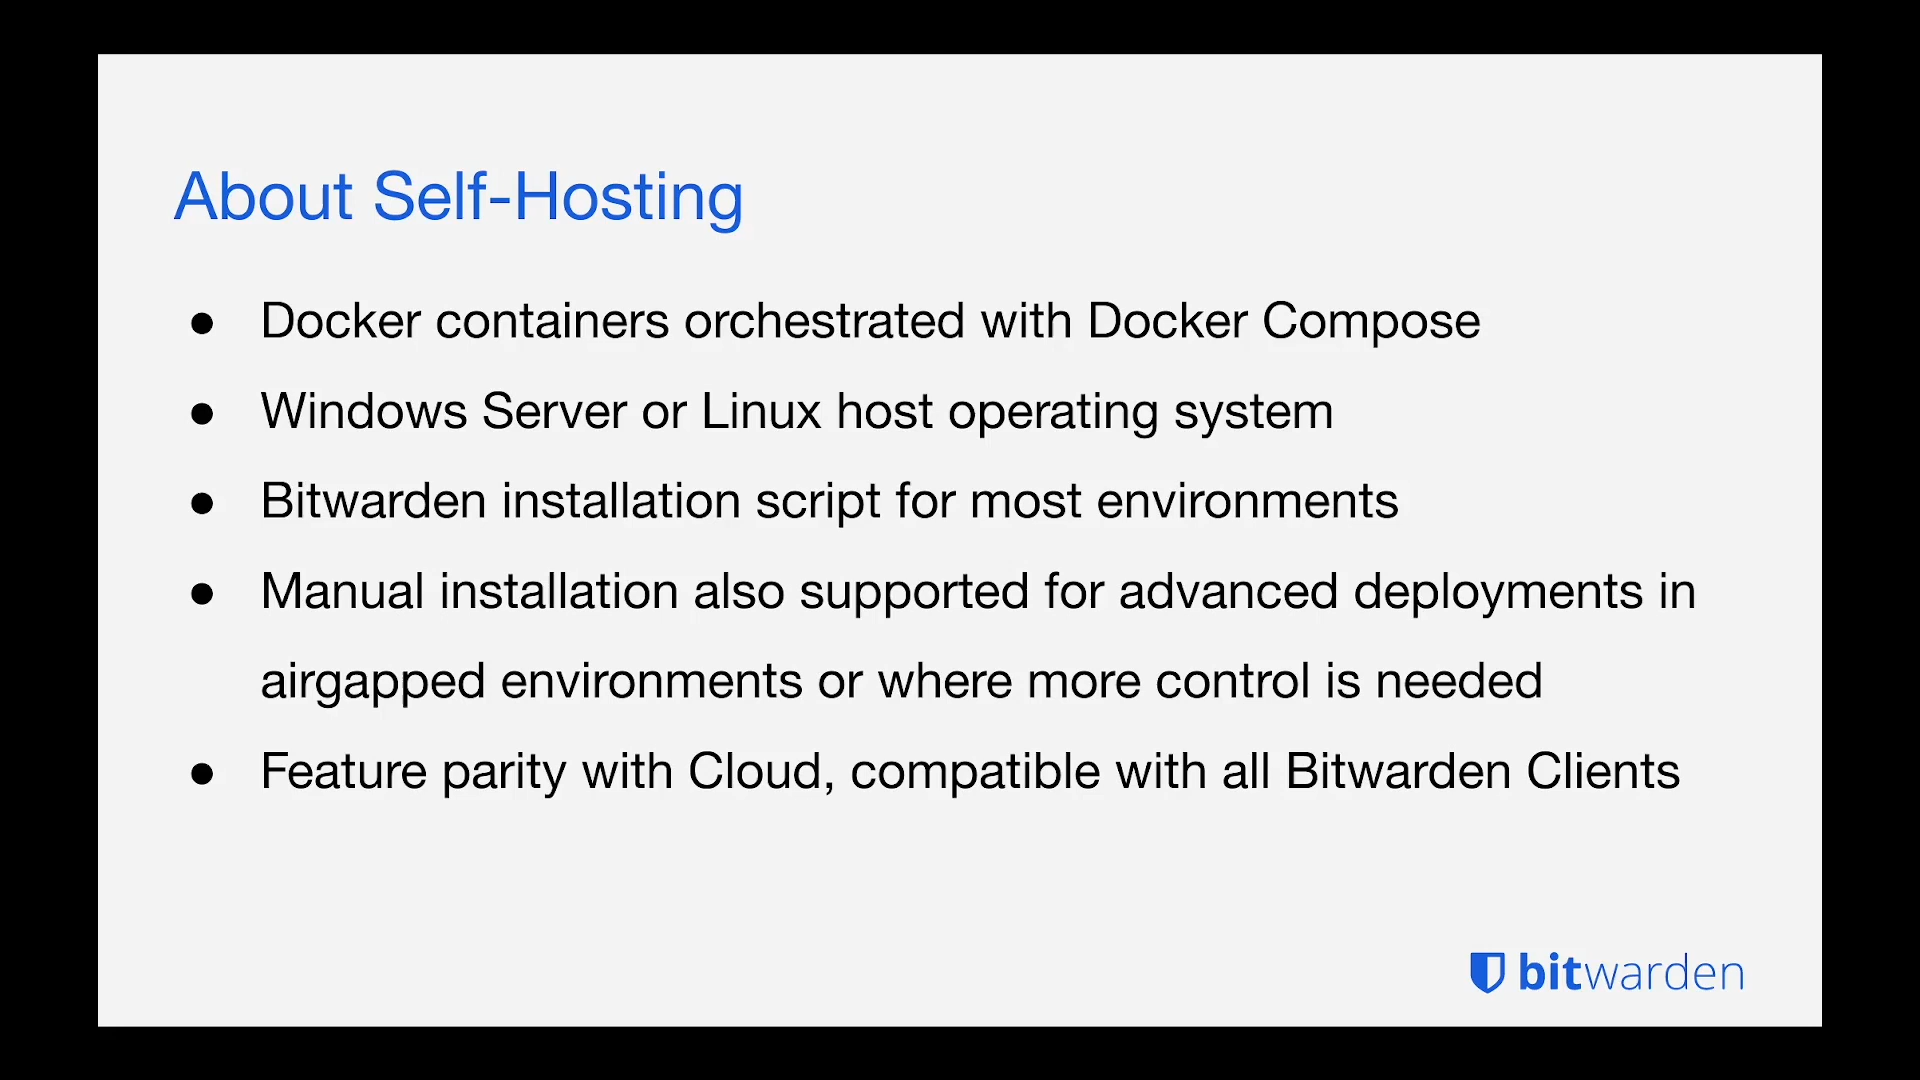 About Self-Hosting
● Docker containers orchestrated with Docker Compose
● Windows Server or Linux host operating system
● Bitwarden installation script for most environments
● Manual installation also supported for advanced deployments in
airgapped environments or where more control is needed
● Feature parity with Cloud, compatible with all Bitwarden Clients
bitwarden